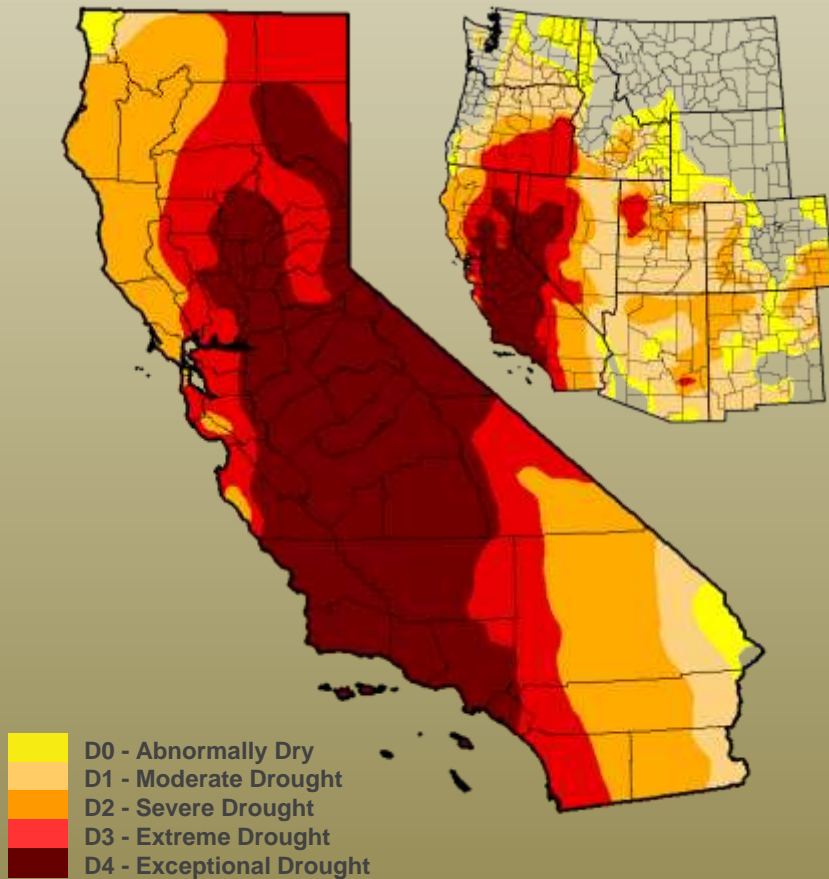 D0 - Abnormally Dry
D1 - Moderate Drought
D2 - Severe Drought
D3 - Extreme Drought
D4 - Exceptional Drought